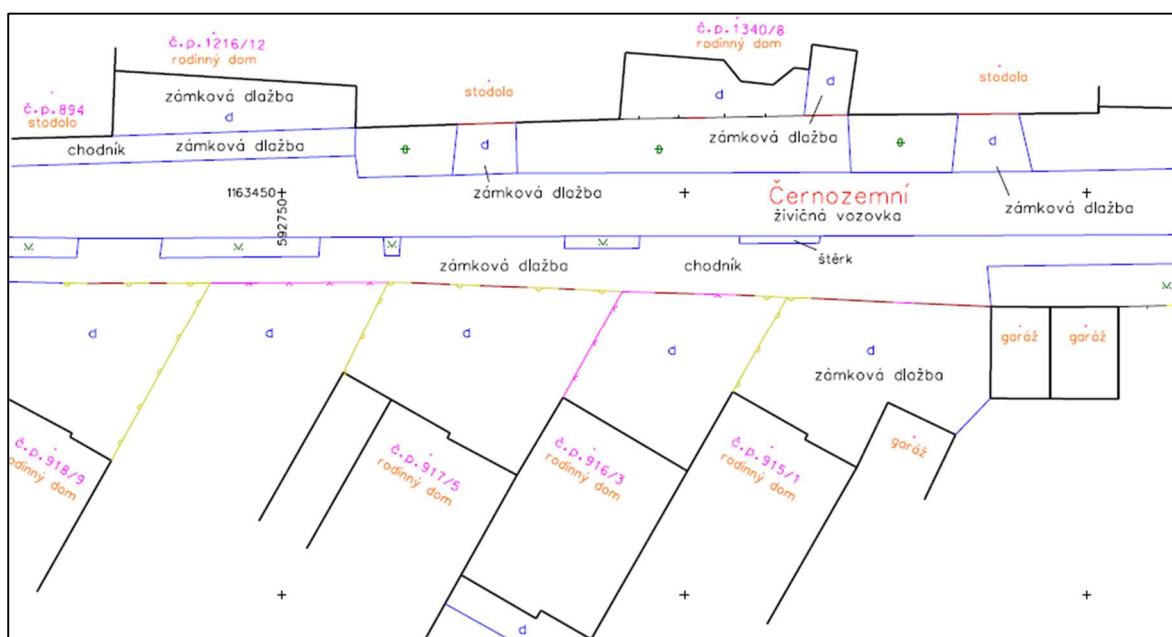 č.p.1216/12
rodinný dom
č.p.1340/8
rodinný dom
č.p.894
stodola
zámková dlažba
d
stodola
d
d
stodola
chodník
zámková dlažba
zámková dlažba
d
d
zámková dlažba
zámková dlažba
1163450
592750
Černozemní
živičná vozovka
štěrk
zámková dlažba
chodník
d
d
d
d
d
zámková dlažba
garáž
garáž
č.p.918/9
rodinný dom
č.p.917/5
rodinný dom
č.p.916/3
rodinný dom
č.p.915/1
rodinný dom
garáž
d